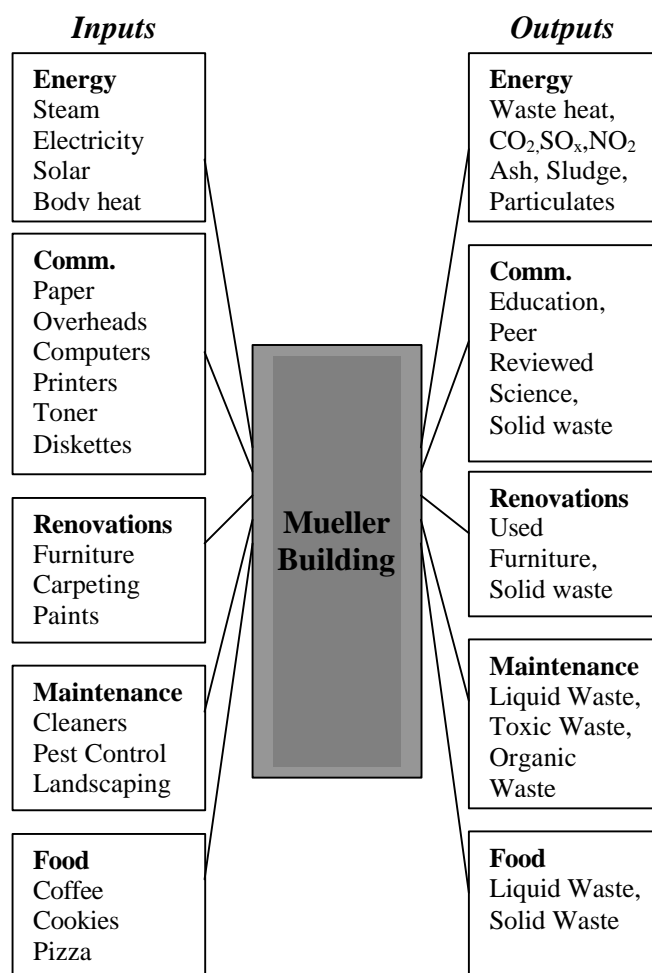 Inputs
Energy
Steam
Electricity
Solar
Body heat
Comm.
Paper
Overheads
Computers
Printers
Toner
Diskettes
Renovations
Furniture
Carpeting
Paints
Maintenance
Cleaners
Pest Control
Landscaping
Food
Coffee
Cookies
Pizza
Mueller
Building
Outputs
Energy
Waste heat,
CO₂,SOₓ,NO₂
Ash, Sludge,
Particulates
Comm.
Education,
Peer
Reviewed
Science,
Solid waste
Renovations
Used
Furniture,
Solid waste
Maintenance
Liquid Waste,
Toxic Waste,
Organic
Waste
Food
Liquid Waste,
Solid Waste